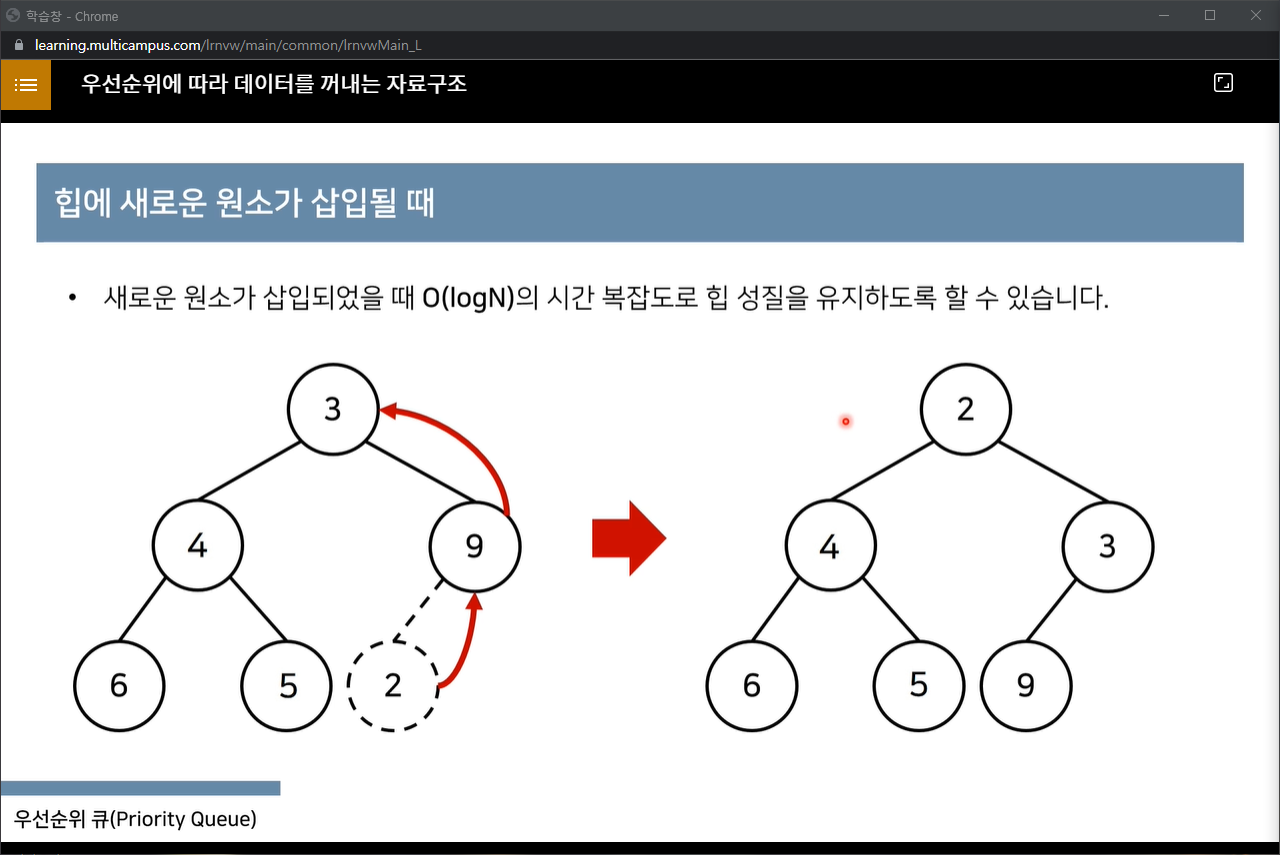 학습창 - Chrome
learning.multicampus.com/lrnvw/main/common/lrnvwMain_L
우선순위에 따라 데이터를 꺼내는 자료구조
힙에 새로운 원소가 삽입될 때
• 새로운 원소가 삽입되었을 때 O(logN)의 시간 복잡도로 힙 성질을 유지하도록 할 수 있습니다.
3
4 9
6 5 2
2
4 3
6 5 9
우선순위 큐(Priority Queue)